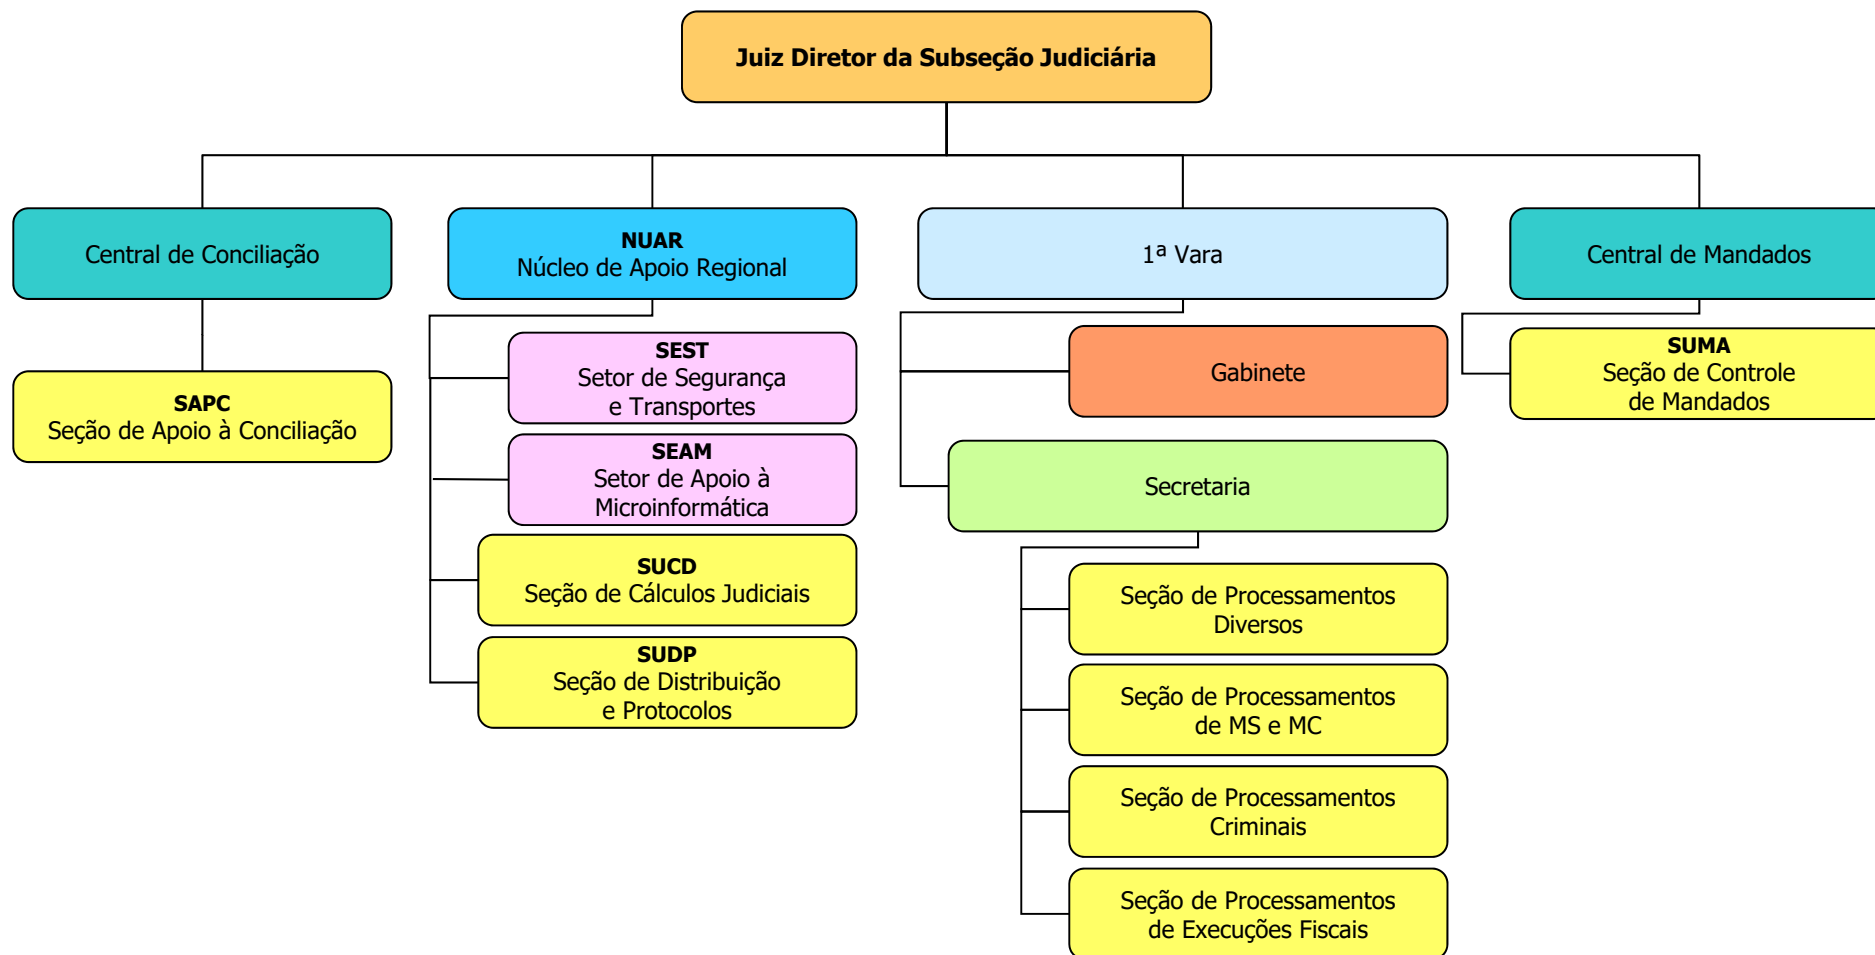 Juiz Diretor da Subseção Judiciária
Central de Conciliação
NUAR
Núcleo de Apoio Regional
1ª Vara
Central de Mandados
SAPC
Seção de Apoio à Conciliação
SEST
Setor de Segurança
e Transportes
SEAM
Setor de Apoio à
Microinformática
SUCD
Seção de Cálculos Judiciais
SUDP
Seção de Distribuição
e Protocolos
Gabinete
Secretaria
Seção de Processamentos
Diversos
Seção de Processamentos
de MS e MC
Seção de Processamentos
Criminais
Seção de Processamentos
de Execuções Fiscais
SUMA
Seção de Controle
de Mandados